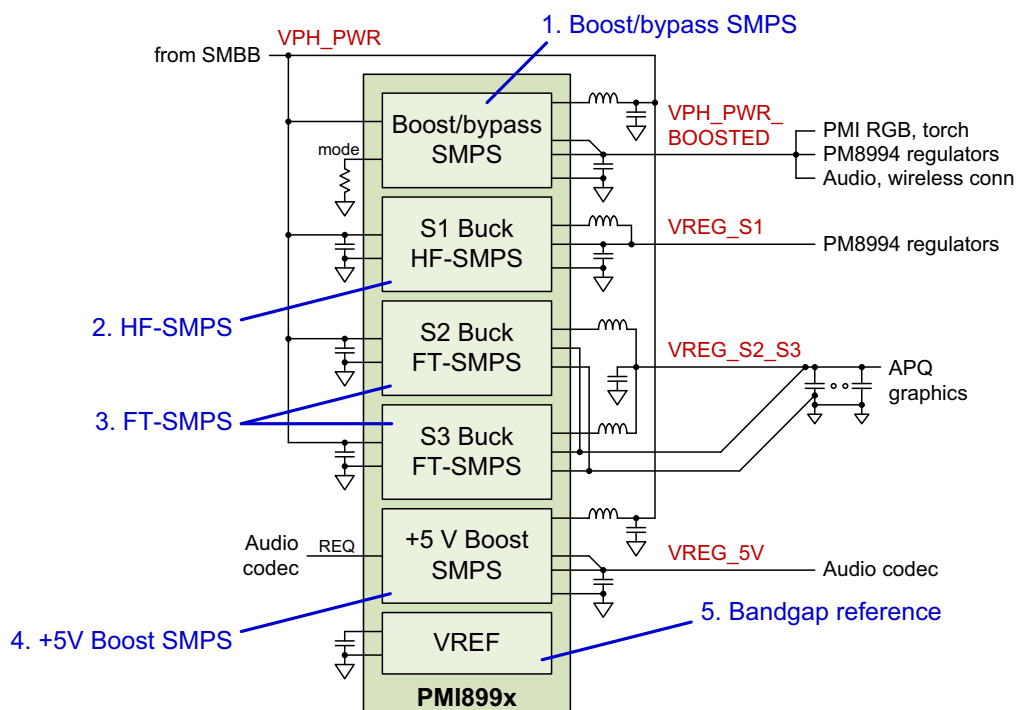 1. Boost/bypass SMPS
VPH_PWR
from SMBB
Boost/bypass
SMPS
mode
VPH_PWR_
BOOSTED
PMI RGB, torch
PM8994 regulators
Audio, wireless conn
S1 Buck
HF-SMPS
VREG_S1
PM8994 regulators
2. HF-SMPS
S2 Buck
FT-SMPS
VREG_S2_S3
APQ
graphics
3. FT-SMPS
S3 Buck
FT-SMPS
Audio
codec
REQ
+5 V Boost
SMPS
VREG_5V
Audio codec
4. +5V Boost SMPS
5. Bandgap reference
VREF
PMI899x